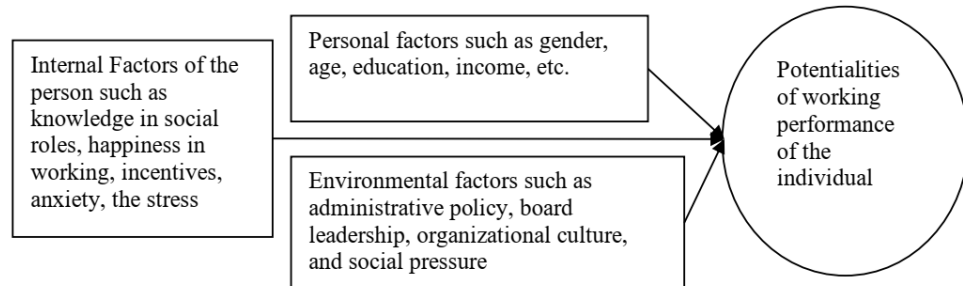 Internal Factors of the
person such as
knowledge in social
roles, happiness in
working, incentives,
anxiety, the stress
Personal factors such as gender,
age, education, income, etc.
Environmental factors such as
administrative policy, board
leadership, organizational culture,
and social pressure
Potentialities
of working
performance
of the
individual